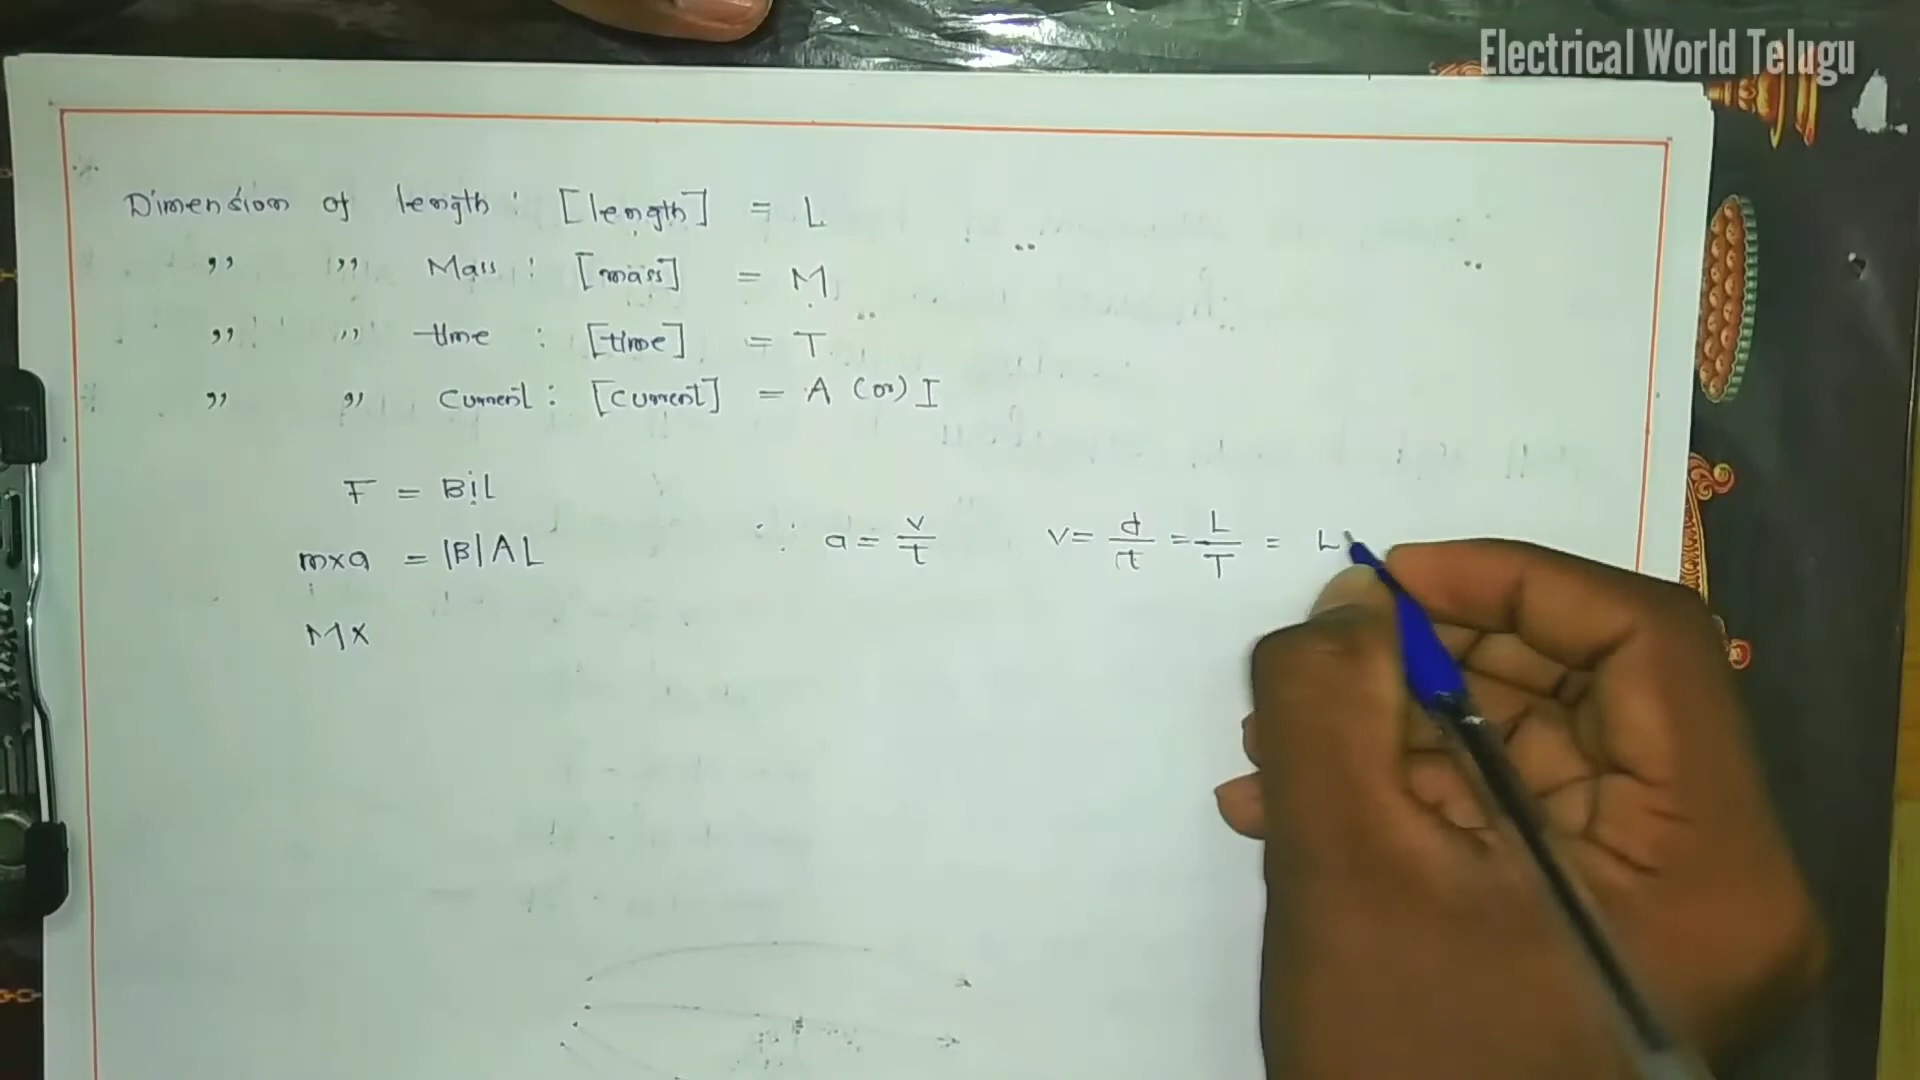 Electrical World Telugu
Dimension of length : [length] = L
,, ,, Mass : [mass] = M
,, ,, time : [time] = T
,, ,, Current : [current] = A (or) I
F = BiL
m×a = |B| A L ∵ a = v/t v = d/t = L/T = L
M×